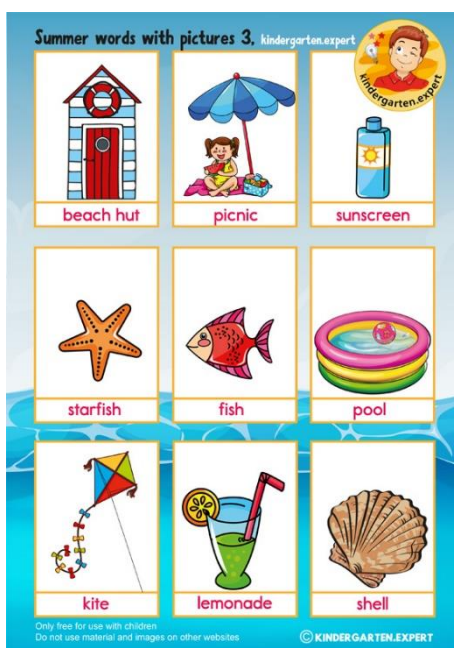 Summer words with pictures 3, kindergarten.expert
kindergarten.expert
beach hut
picnic
sunscreen
starfish
fish
pool
kite
lemonade
shell
Only free for use with children
Do not use material and images on other websites
© KINDERGARTEN.EXPERT